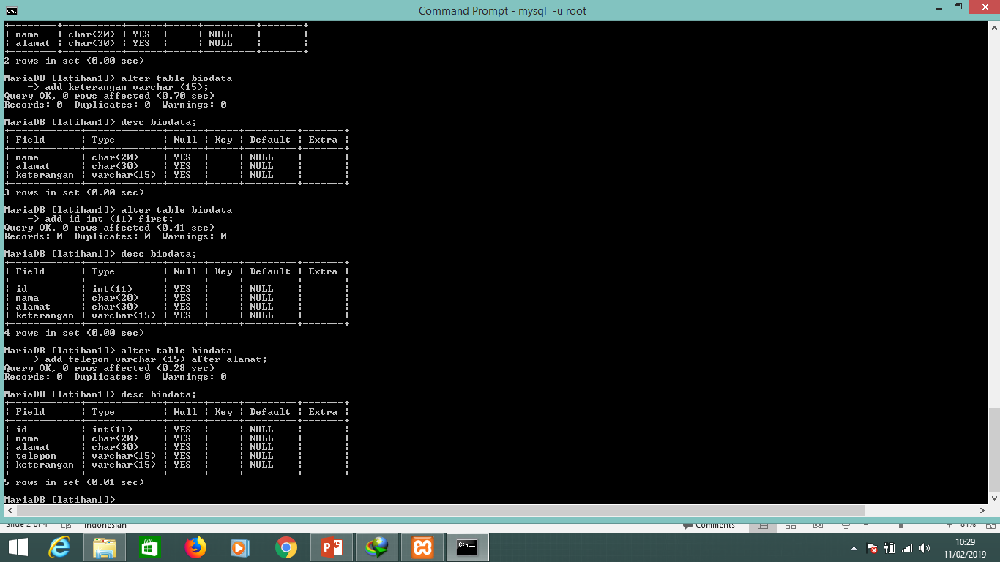 Command Prompt - mysql -u root
+---------+----------+------+-----+---------+-------+
| nama    | char(20) | YES  |     | NULL    |       |
| alamat  | char(30) | YES  |     | NULL    |       |
+---------+----------+------+-----+---------+-------+
2 rows in set (0.00 sec)
MariaDB [latihan1]> alter table biodata
    -> add keterangan varchar (15);
Query OK, 0 rows affected (0.70 sec)
Records: 0  Duplicates: 0  Warnings: 0
MariaDB [latihan1]> desc biodata;
+------------+-------------+------+-----+---------+-------+
| Field      | Type        | Null | Key | Default | Extra |
+------------+-------------+------+-----+---------+-------+
| nama       | char(20)    | YES  |     | NULL    |       |
| alamat     | char(30)    | YES  |     | NULL    |       |
| keterangan | varchar(15) | YES  |     | NULL    |       |
+------------+-------------+------+-----+---------+-------+
3 rows in set (0.00 sec)
MariaDB [latihan1]> alter table biodata
    -> add id int (11) first;
Query OK, 0 rows affected (0.41 sec)
Records: 0  Duplicates: 0  Warnings: 0
MariaDB [latihan1]> desc biodata;
+------------+-------------+------+-----+---------+-------+
| Field      | Type        | Null | Key | Default | Extra |
+------------+-------------+------+-----+---------+-------+
| id         | int(11)     | YES  |     | NULL    |       |
| nama       | char(20)    | YES  |     | NULL    |       |
| alamat     | char(30)    | YES  |     | NULL    |       |
| keterangan | varchar(15) | YES  |     | NULL    |       |
+------------+-------------+------+-----+---------+-------+
4 rows in set (0.00 sec)
MariaDB [latihan1]> alter table biodata
    -> add telepon varchar (15) after alamat;
Query OK, 0 rows affected (0.28 sec)
Records: 0  Duplicates: 0  Warnings: 0
MariaDB [latihan1]> desc biodata;
+------------+-------------+------+-----+---------+-------+
| Field      | Type        | Null | Key | Default | Extra |
+------------+-------------+------+-----+---------+-------+
| id         | int(11)     | YES  |     | NULL    |       |
| nama       | char(20)    | YES  |     | NULL    |       |
| alamat     | char(30)    | YES  |     | NULL    |       |
| telepon    | varchar(15) | YES  |     | NULL    |       |
| keterangan | varchar(15) | YES  |     | NULL    |       |
+------------+-------------+------+-----+---------+-------+
5 rows in set (0.01 sec)
MariaDB [latihan1]>
Slide 2 of 4 Indonesian Comments 61%
10:29
11/02/2019